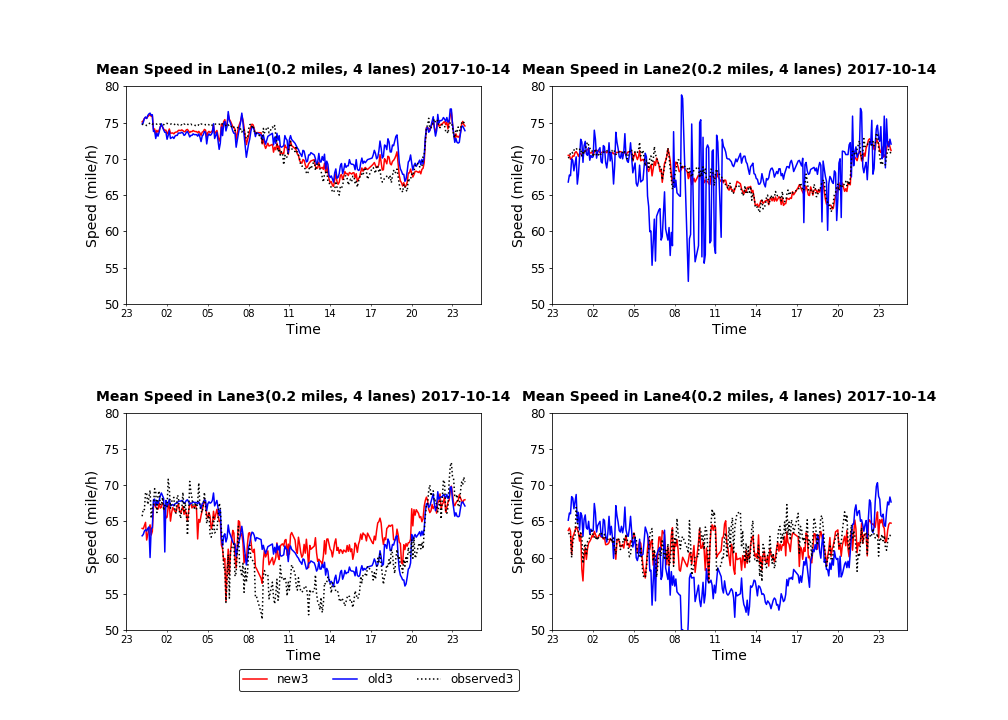 Mean Speed in Lane1(0.2 miles, 4 lanes) 2017-10-14
80
75
70
65
60
55
50
Speed (mile/h)
23 02 05 08 11 14 17 20 23
Time
Mean Speed in Lane2(0.2 miles, 4 lanes) 2017-10-14
80
75
70
65
60
55
50
Speed (mile/h)
23 02 05 08 11 14 17 20 23
Time
Mean Speed in Lane3(0.2 miles, 4 lanes) 2017-10-14
80
75
70
65
60
55
50
Speed (mile/h)
23 02 05 08 11 14 17 20 23
Time
Mean Speed in Lane4(0.2 miles, 4 lanes) 2017-10-14
80
75
70
65
60
55
50
Speed (mile/h)
23 02 05 08 11 14 17 20 23
Time
new3 old3 observed3